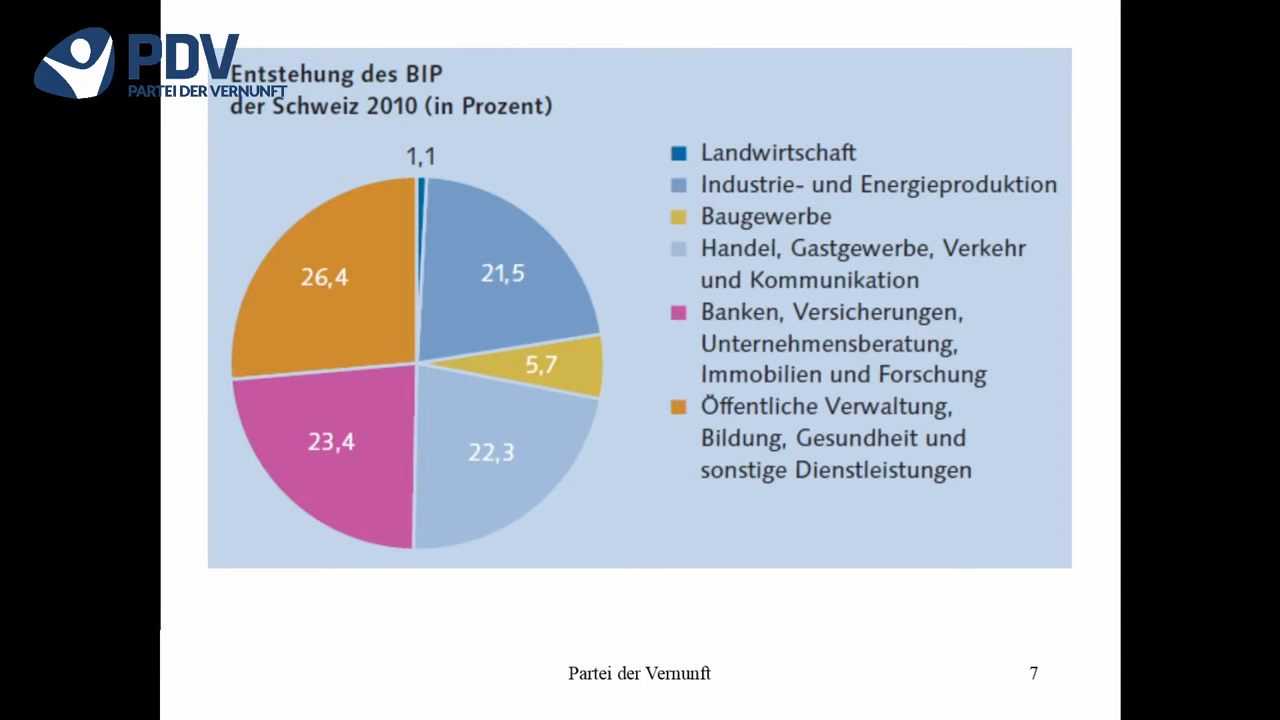 PDV
PARTEI DER VERNUNFT
Entstehung des BIP
der Schweiz 2010 (in Prozent)
1,1
21,5
5,7
22,3
23,4
26,4
Landwirtschaft
Industrie- und Energieproduktion
Baugewerbe
Handel, Gastgewerbe, Verkehr
und Kommunikation
Banken, Versicherungen,
Unternehmensberatung,
Immobilien und Forschung
Öffentliche Verwaltung,
Bildung, Gesundheit und
sonstige Dienstleistungen
Partei der Vernunft
7